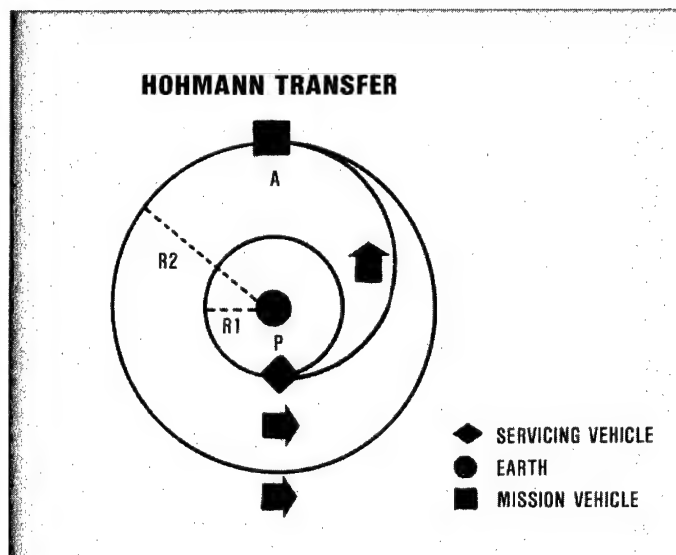 HOHMANN TRANSFER
A
R2
R1
P
SERVICING VEHICLE
EARTH
MISSION VEHICLE